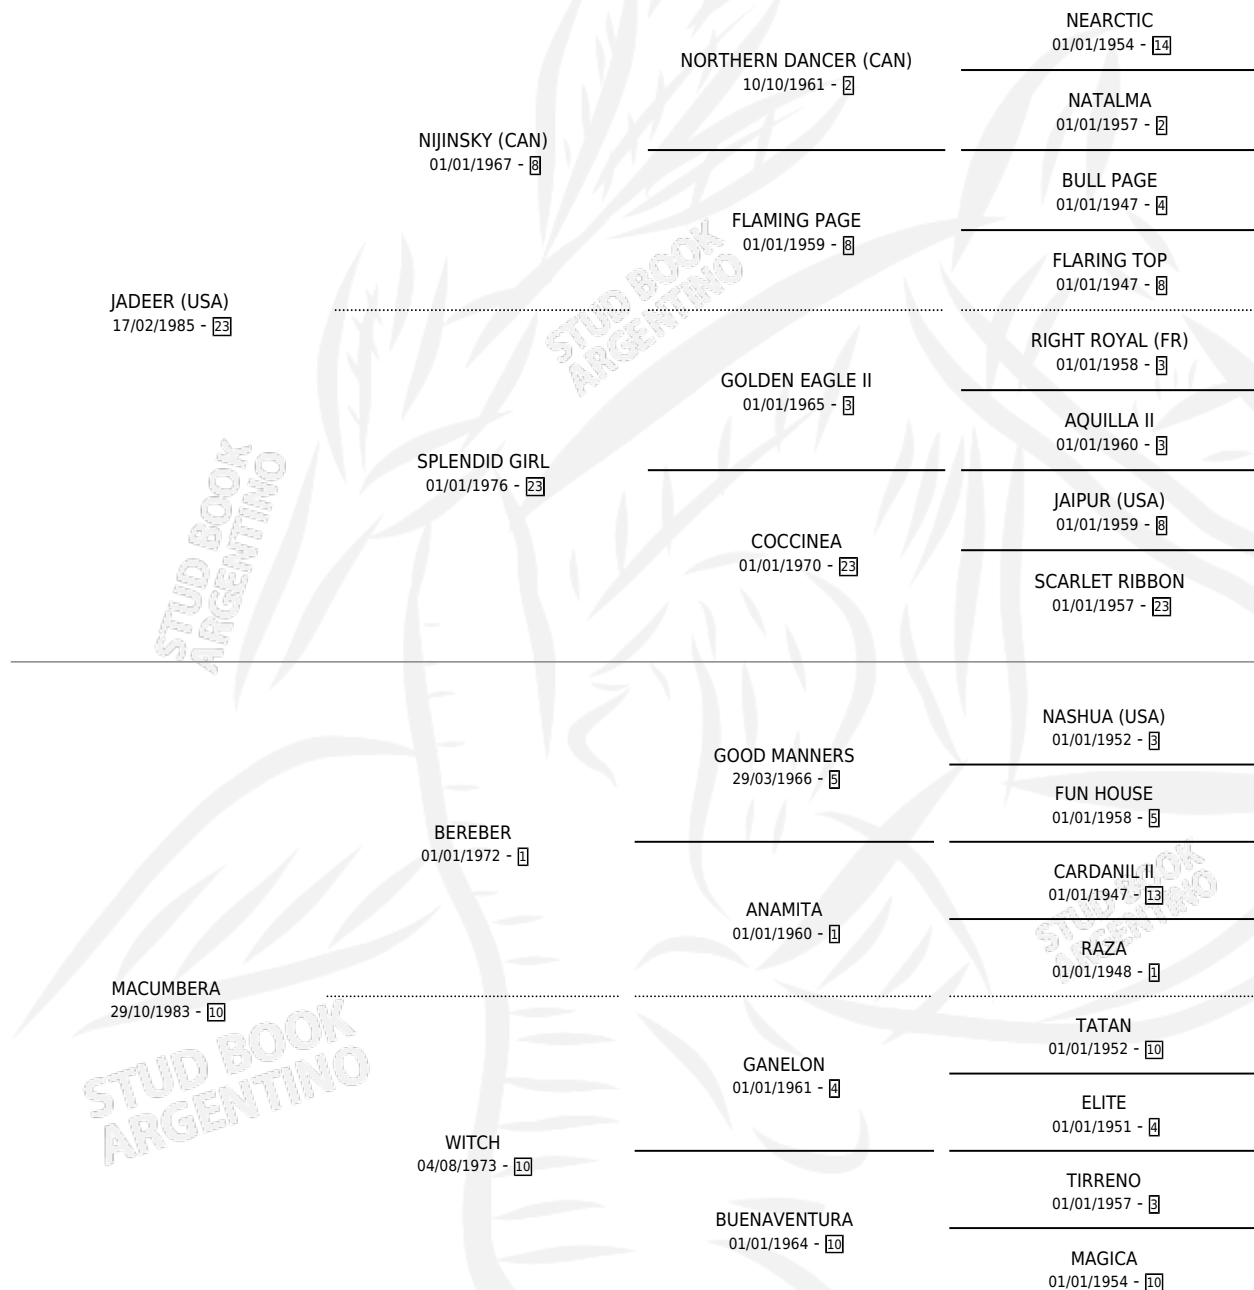 NEARCTIC
01/01/1954 - 14
NORTHERN DANCER (CAN)
10/10/1961 - 2
NATALMA
01/01/1957 - 2
NIJINSKY (CAN)
01/01/1967 - 8
BULL PAGE
01/01/1947 - 4
FLAMING PAGE
01/01/1959 - 8
FLARING TOP
01/01/1947 - 8
JADEER (USA)
17/02/1985 - 23
RIGHT ROYAL (FR)
01/01/1958 - 3
GOLDEN EAGLE II
01/01/1965 - 3
AQUILLA II
01/01/1960 - 3
SPLENDID GIRL
01/01/1976 - 23
JAIPUR (USA)
01/01/1959 - 8
COCCINEA
01/01/1970 - 23
SCARLET RIBBON
01/01/1957 - 23
NASHUA (USA)
01/01/1952 - 3
GOOD MANNERS
29/03/1966 - 5
FUN HOUSE
01/01/1958 - 5
BEREBER
01/01/1972 - 1
CARDANIL II
01/01/1947 - 13
ANAMITA
01/01/1960 - 1
RAZA
01/01/1948 - 1
MACUMBERA
29/10/1983 - 10
TATAN
01/01/1952 - 10
GANELON
01/01/1961 - 4
ELITE
01/01/1951 - 4
WITCH
04/08/1973 - 10
TIRRENO
01/01/1957 - 3
BUENAVENTURA
01/01/1964 - 10
MAGICA
01/01/1954 - 10
STUD BOOK
ARGENTINO
STUD BOOK
ARGENTINO
STUD BOOK
ARGENTINO
STUD BOOK
ARGENTINO